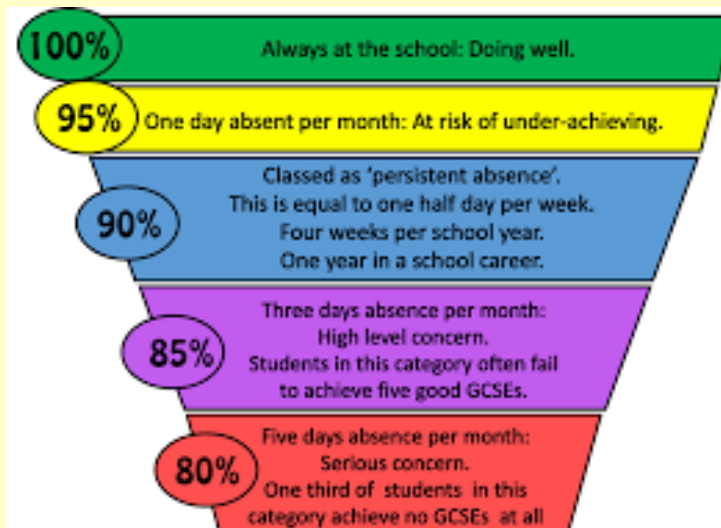 100%
Always at the school: Doing well.
95%
One day absent per month: At risk of under-achieving.
90%
Classed as ‘persistent absence’.
This is equal to one half day per week.
Four weeks per school year.
One year in a school career.
85%
Three days absence per month:
High level concern.
Students in this category often fail
to achieve five good GCSEs.
80%
Five days absence per month:
Serious concern.
One third of students in this
category achieve no GCSEs at all